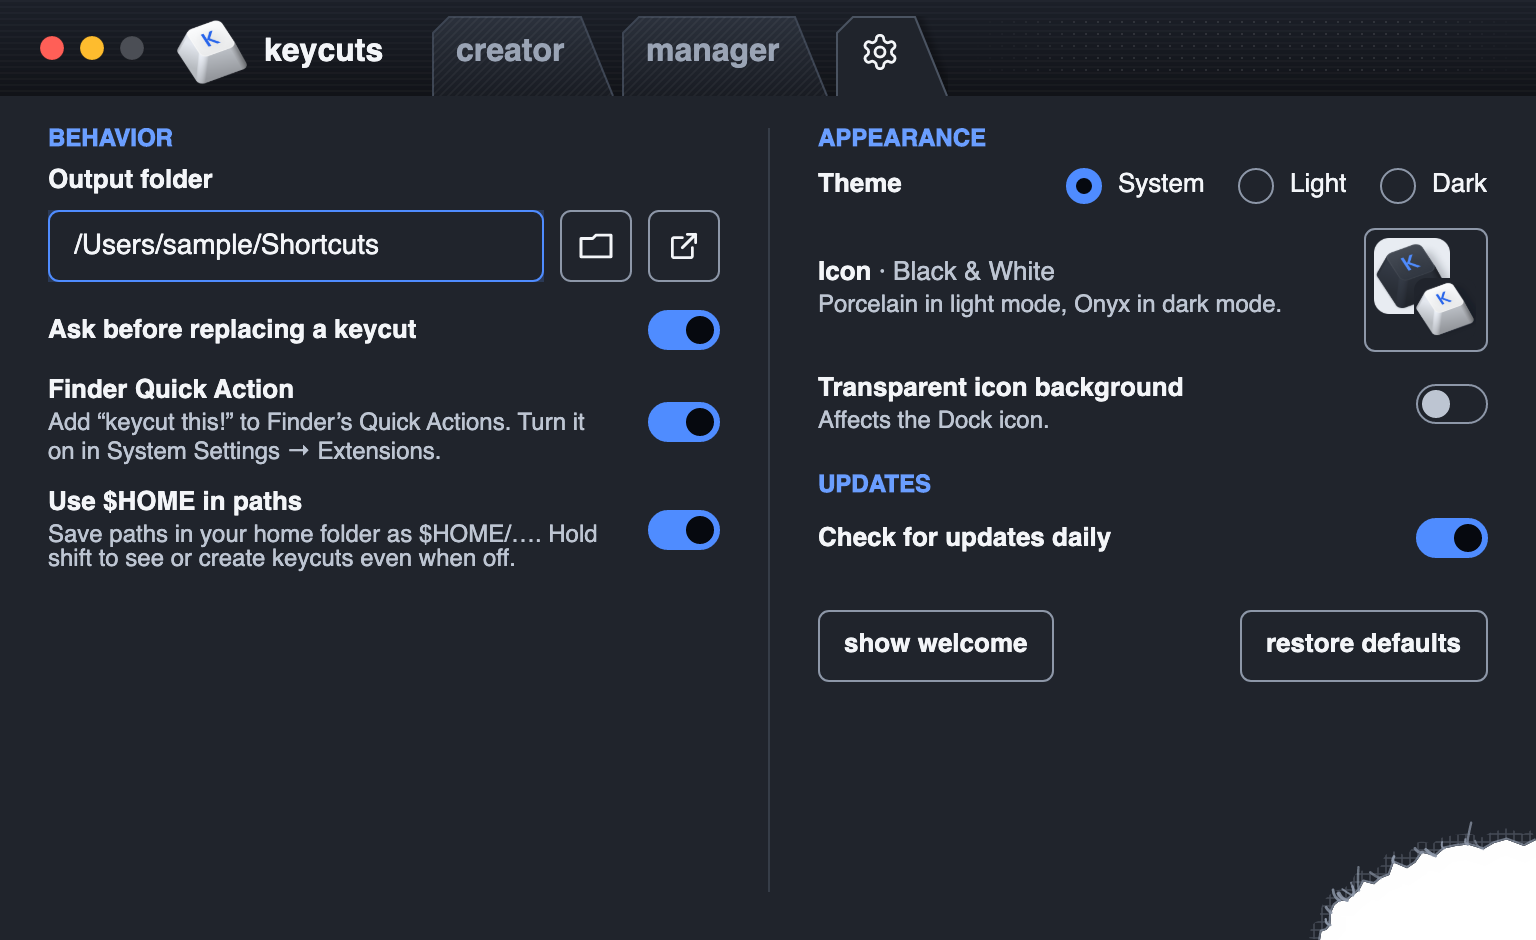 keycuts
creator
manager
BEHAVIOR
Output folder
/Users/sample/Shortcuts
Ask before replacing a keycut
Finder Quick Action
Add “keycut this!” to Finder’s Quick Actions. Turn it
on in System Settings → Extensions.
Use $HOME in paths
Save paths in your home folder as $HOME/…. Hold
shift to see or create keycuts even when off.
APPEARANCE
Theme
System
Light
Dark
Icon · Black & White
Porcelain in light mode, Onyx in dark mode.
Transparent icon background
Affects the Dock icon.
UPDATES
Check for updates daily
show welcome
restore defaults
K
K
K